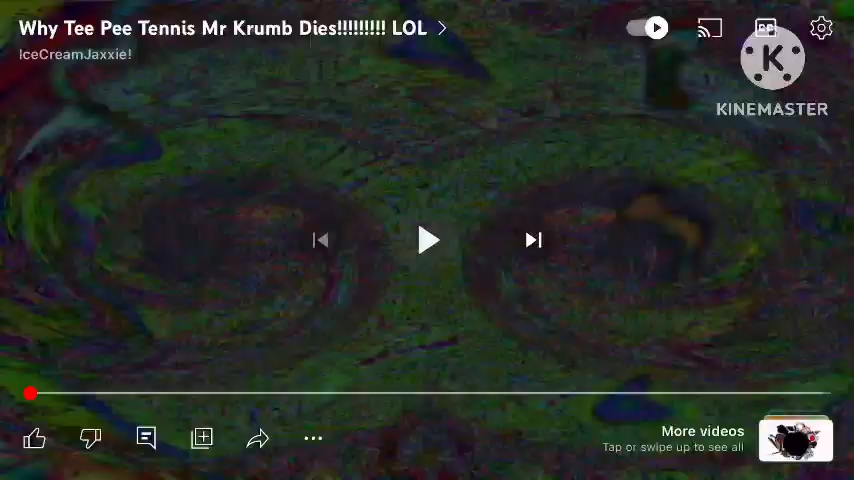 Why Tee Pee Tennis Mr Krumb Dies!!!!!!!!! LOL
IceCreamJaxxie!
CC
K
KINEMASTER
More videos
Tap or swipe up to see all